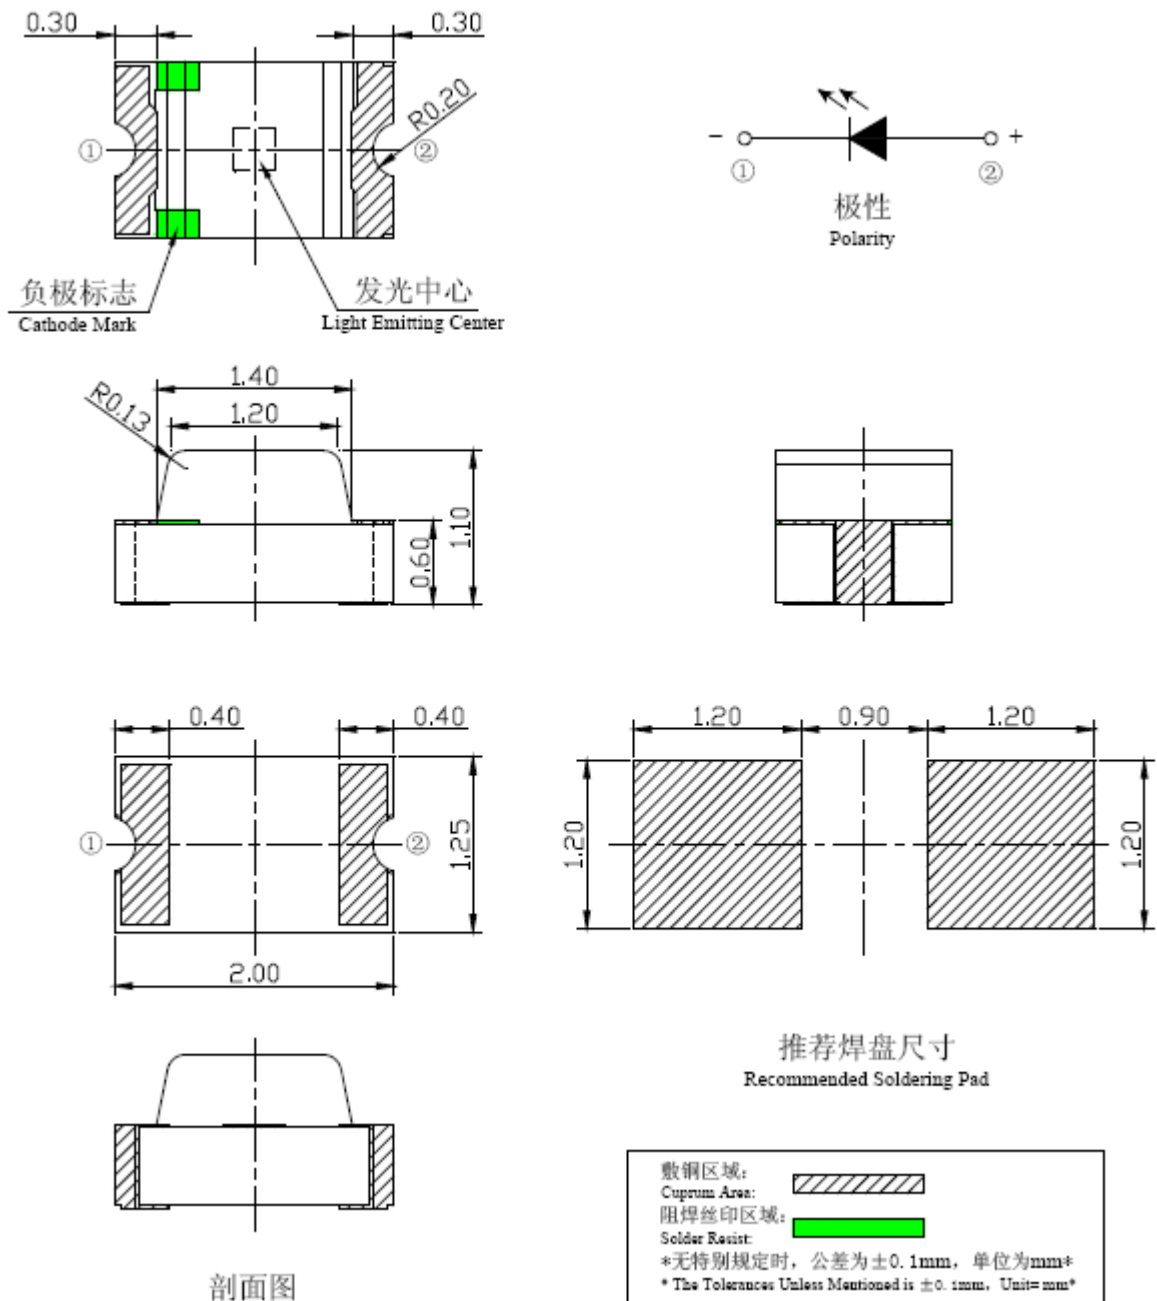 0.30
0.30
R0.20
①
②
负极标志
Cathode Mark
发光中心
Light Emitting Center
-
+
①
②
极性
Polarity
1.40
1.20
R0.13
0.60
1.10
0.40
0.40
①
②
1.25
2.00
1.20
0.90
1.20
1.20
1.20
推荐焊盘尺寸
Recommended Soldering Pad
剖面图
敷铜区域:
Cuprum Area:
阻焊丝印区域:
Solder Resist:
*无特别规定时，公差为±0.1mm，单位为mm*
* The Tolerances Unless Mentioned is ±0.1mm，Unit=mm*